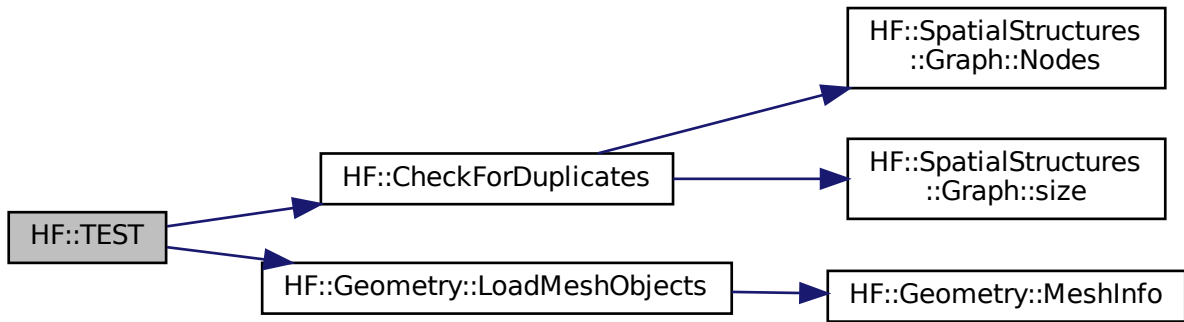 HF::TEST
HF::CheckForDuplicates
HF::SpatialStructures
::Graph::Nodes
HF::SpatialStructures
::Graph::size
HF::Geometry::LoadMeshObjects
HF::Geometry::MeshInfo